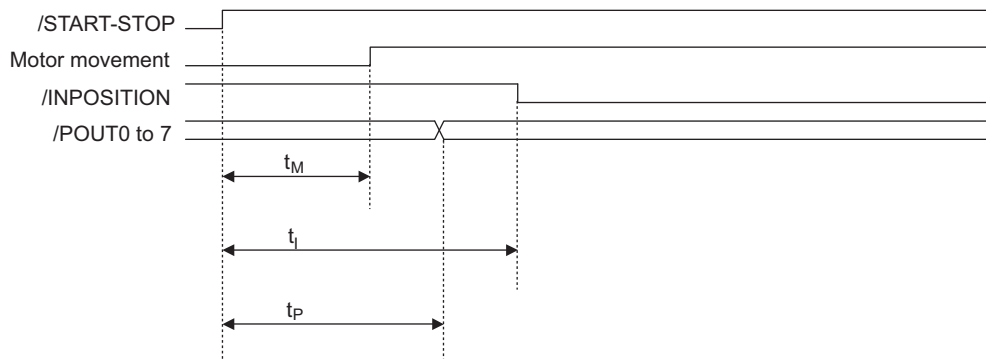 /START-STOP
Motor movement
/INPOSITION
/POUT0 to 7
tM
tI
tP